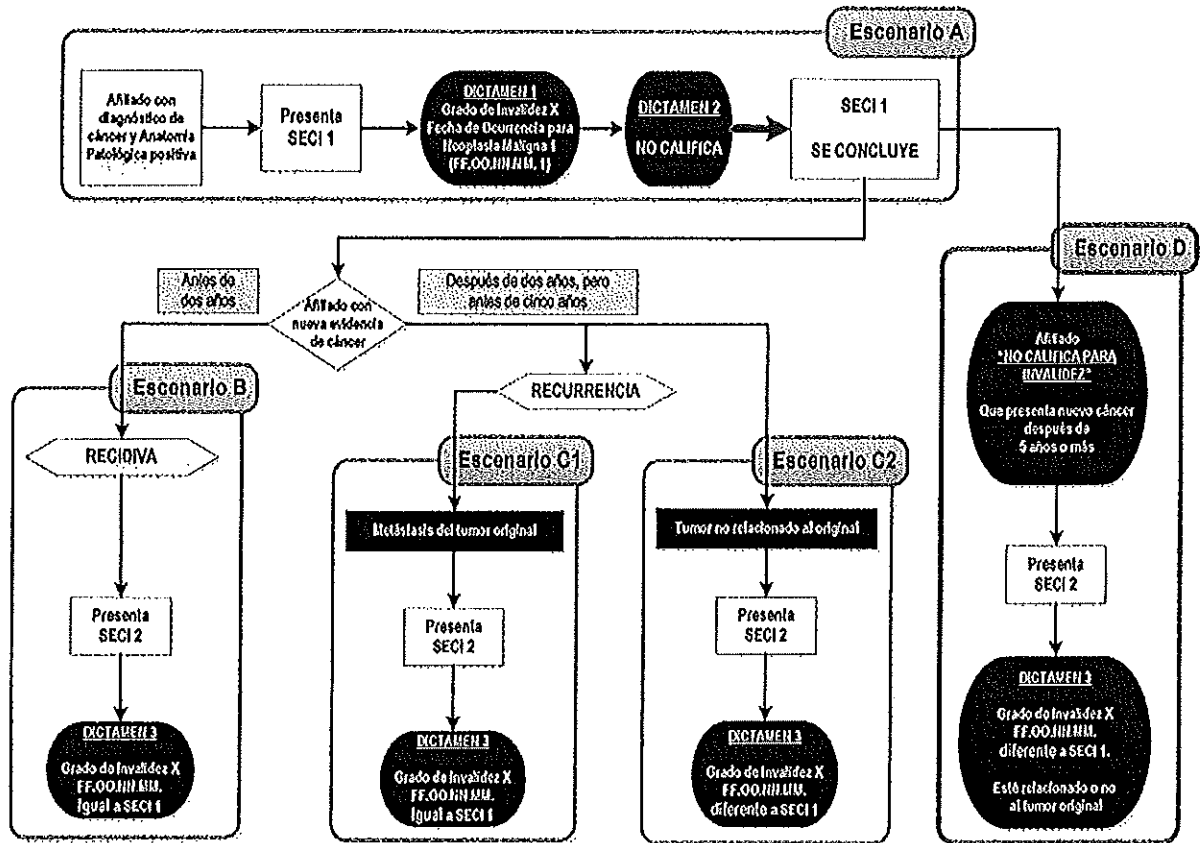 Escenario A
Afiliado con
diagnóstico de
cáncer y Anatomía
Patológica positiva
Presenta
SECI 1
DICTAMEN 1
Grado de Invalidez X
Fecha de Ocurrencia para
Neoplasia Maligna 1
(FF.OO.NN.MM. 1)
DICTAMEN 2
NO CALIFICA
SECI 1
SE CONCLUYE
Antes de
dos años
Afiliado con
nueva evidencia
de cáncer
Después de dos años, pero
antes de cinco años
Escenario B
RECIDIVA
Presenta
SECI 2
DICTAMEN 3
Grado de Invalidez X
FF.OO.NN.MM.
Igual a SECI 1
RECURRENCIA
Escenario C1
Metástasis del tumor original
Presenta
SECI 2
DICTAMEN 3
Grado de Invalidez X
FF.OO.NN.MM.
Igual a SECI 1
Escenario C2
Tumor no relacionado al original
Presenta
SECI 2
DICTAMEN 3
Grado de Invalidez X
FF.OO.NN.MM.
diferente a SECI 1
Escenario D
Afiliado
"NO CALIFICA PARA
INVALIDEZ"
Que presenta nuevo cáncer
después de
5 años o más
Presenta
SECI 2
DICTAMEN 3
Grado de Invalidez X
FF.OO.NN.MM.
diferente a SECI 1.
Esté relacionado o no
al tumor original